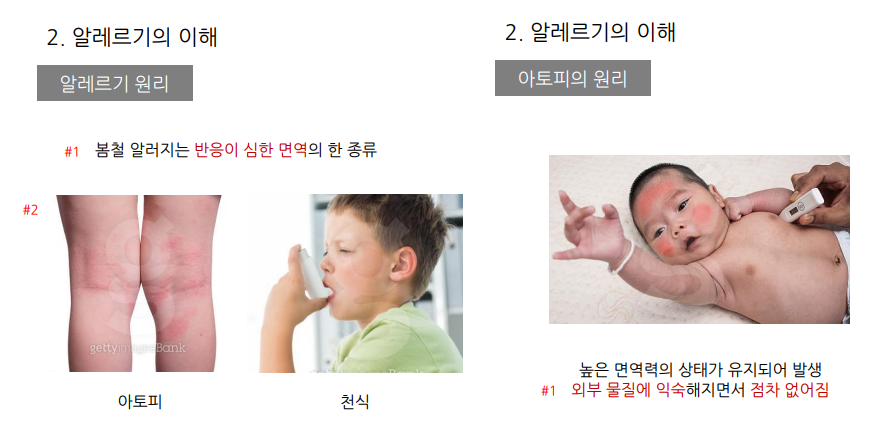 2. 알레르기의 이해
알레르기 원리
#1 봄철 알러지는 반응이 심한 면역의 한 종류
#2
gettyimagesBank
gettyimagesBank
아토피
천식
2. 알레르기의 이해
아토피의 원리
높은 면역력의 상태가 유지되어 발생
#1 외부 물질에 익숙해지면서 점차 없어짐